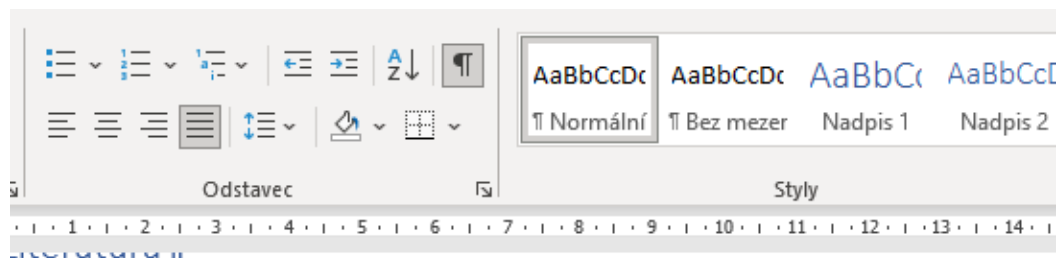 AaBbCcDc AaBbCcDc AaBbC AaBbCcD
¶ Normální ¶ Bez mezer Nadpis 1 Nadpis 2
Odstavec Styly
1 2 3 4 5 6 7 8 9 10 11 12 13 14